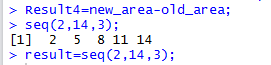 > Result4=new_area-old_area;
> seq(2,14,3);
[1]  2  5  8 11 14
> result=seq(2,14,3);